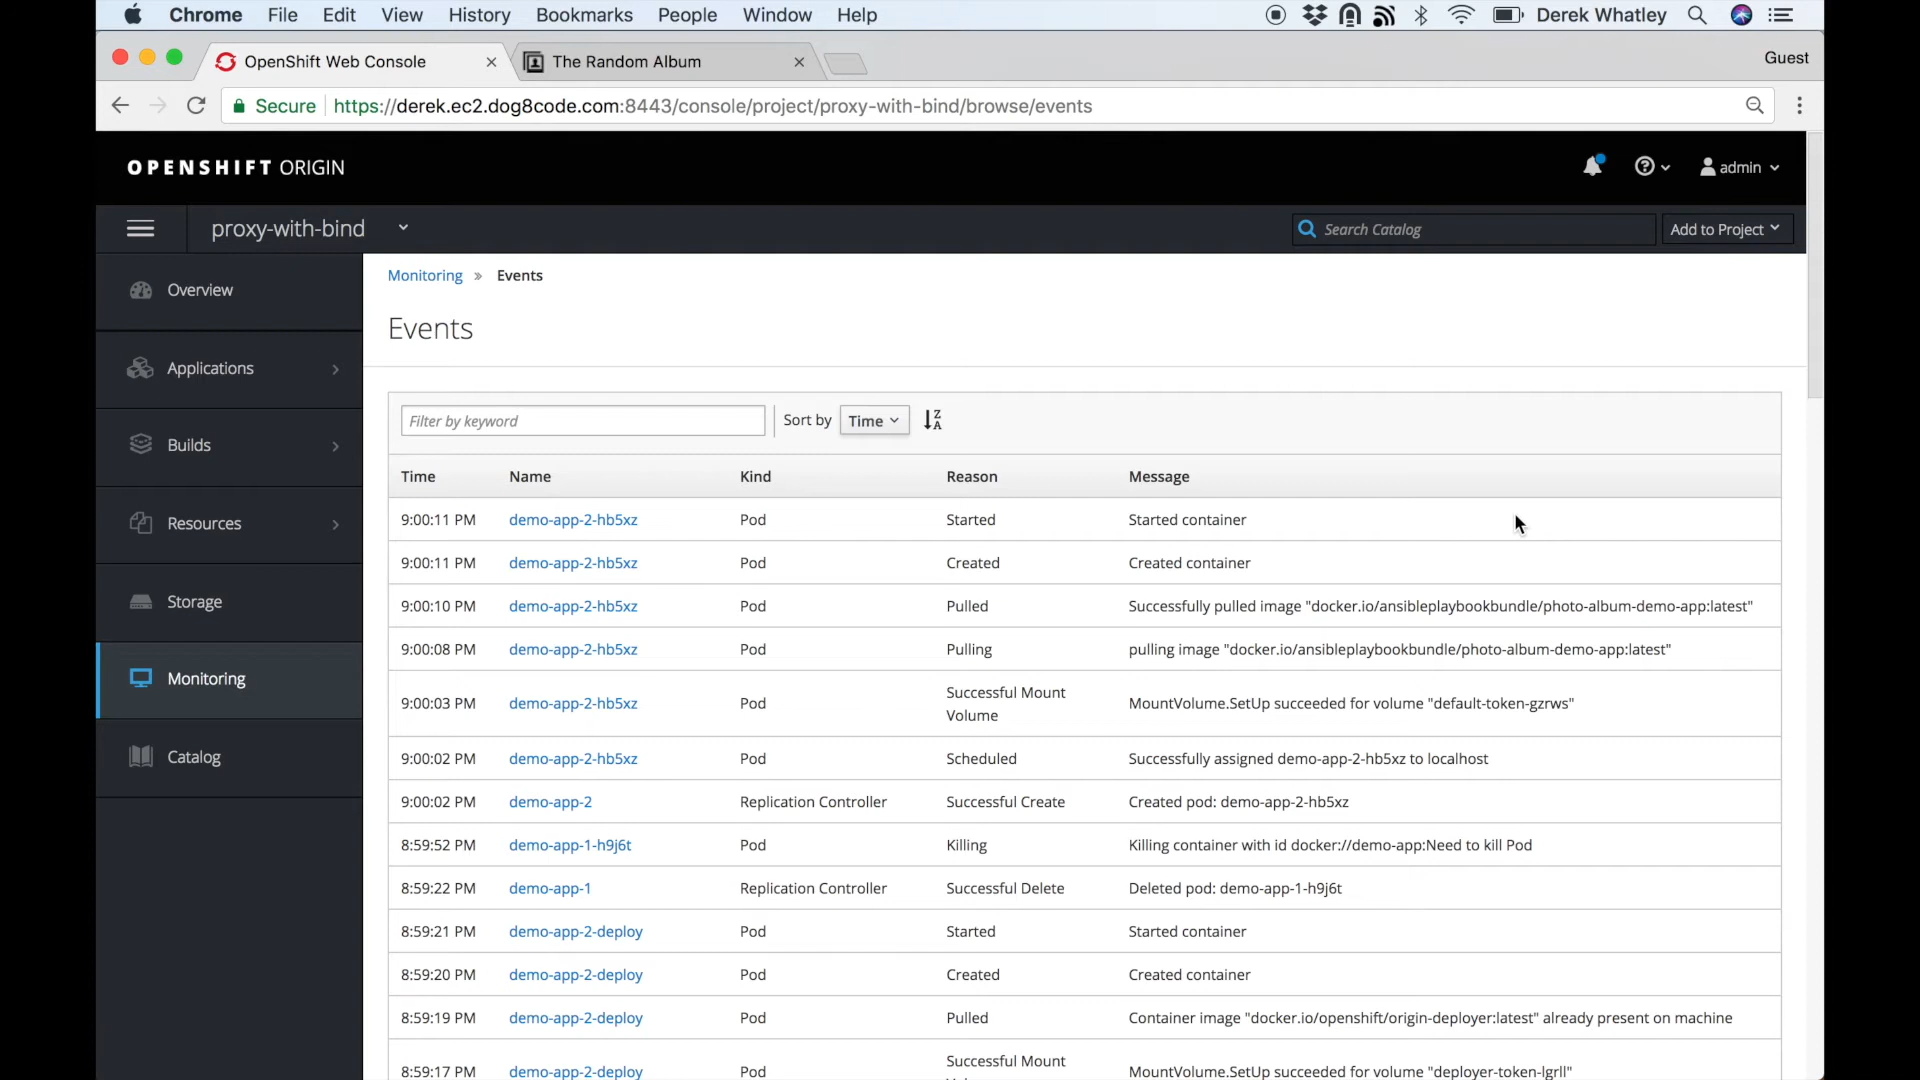 Chrome File Edit View History Bookmarks People Window Help Derek Whatley
OpenShift Web Console The Random Album Guest
Secure https://derek.ec2.dog8code.com:8443/console/project/proxy-with-bind/browse/events
OPENSHIFT ORIGIN admin
proxy-with-bind Search Catalog Add to Project
Overview
Applications
Builds
Resources
Storage
Monitoring
Catalog
Monitoring » Events
Events
Filter by keyword Sort by Time
Time Name Kind Reason Message
9:00:11 PM demo-app-2-hb5xz Pod Started Started container
9:00:11 PM demo-app-2-hb5xz Pod Created Created container
9:00:10 PM demo-app-2-hb5xz Pod Pulled Successfully pulled image "docker.io/ansibleplaybookbundle/photo-album-demo-app:latest"
9:00:08 PM demo-app-2-hb5xz Pod Pulling pulling image "docker.io/ansibleplaybookbundle/photo-album-demo-app:latest"
9:00:03 PM demo-app-2-hb5xz Pod Successful Mount Volume MountVolume.SetUp succeeded for volume "default-token-gzrws"
9:00:02 PM demo-app-2-hb5xz Pod Scheduled Successfully assigned demo-app-2-hb5xz to localhost
9:00:02 PM demo-app-2 Replication Controller Successful Create Created pod: demo-app-2-hb5xz
8:59:52 PM demo-app-1-h9j6t Pod Killing Killing container with id docker://demo-app:Need to kill Pod
8:59:22 PM demo-app-1 Replication Controller Successful Delete Deleted pod: demo-app-1-h9j6t
8:59:21 PM demo-app-2-deploy Pod Started Started container
8:59:20 PM demo-app-2-deploy Pod Created Created container
8:59:19 PM demo-app-2-deploy Pod Pulled Container image "docker.io/openshift/origin-deployer:latest" already present on machine
8:59:17 PM demo-app-2-deploy Pod Successful Mount MountVolume.SetUp succeeded for volume "deployer-token-lgrll"